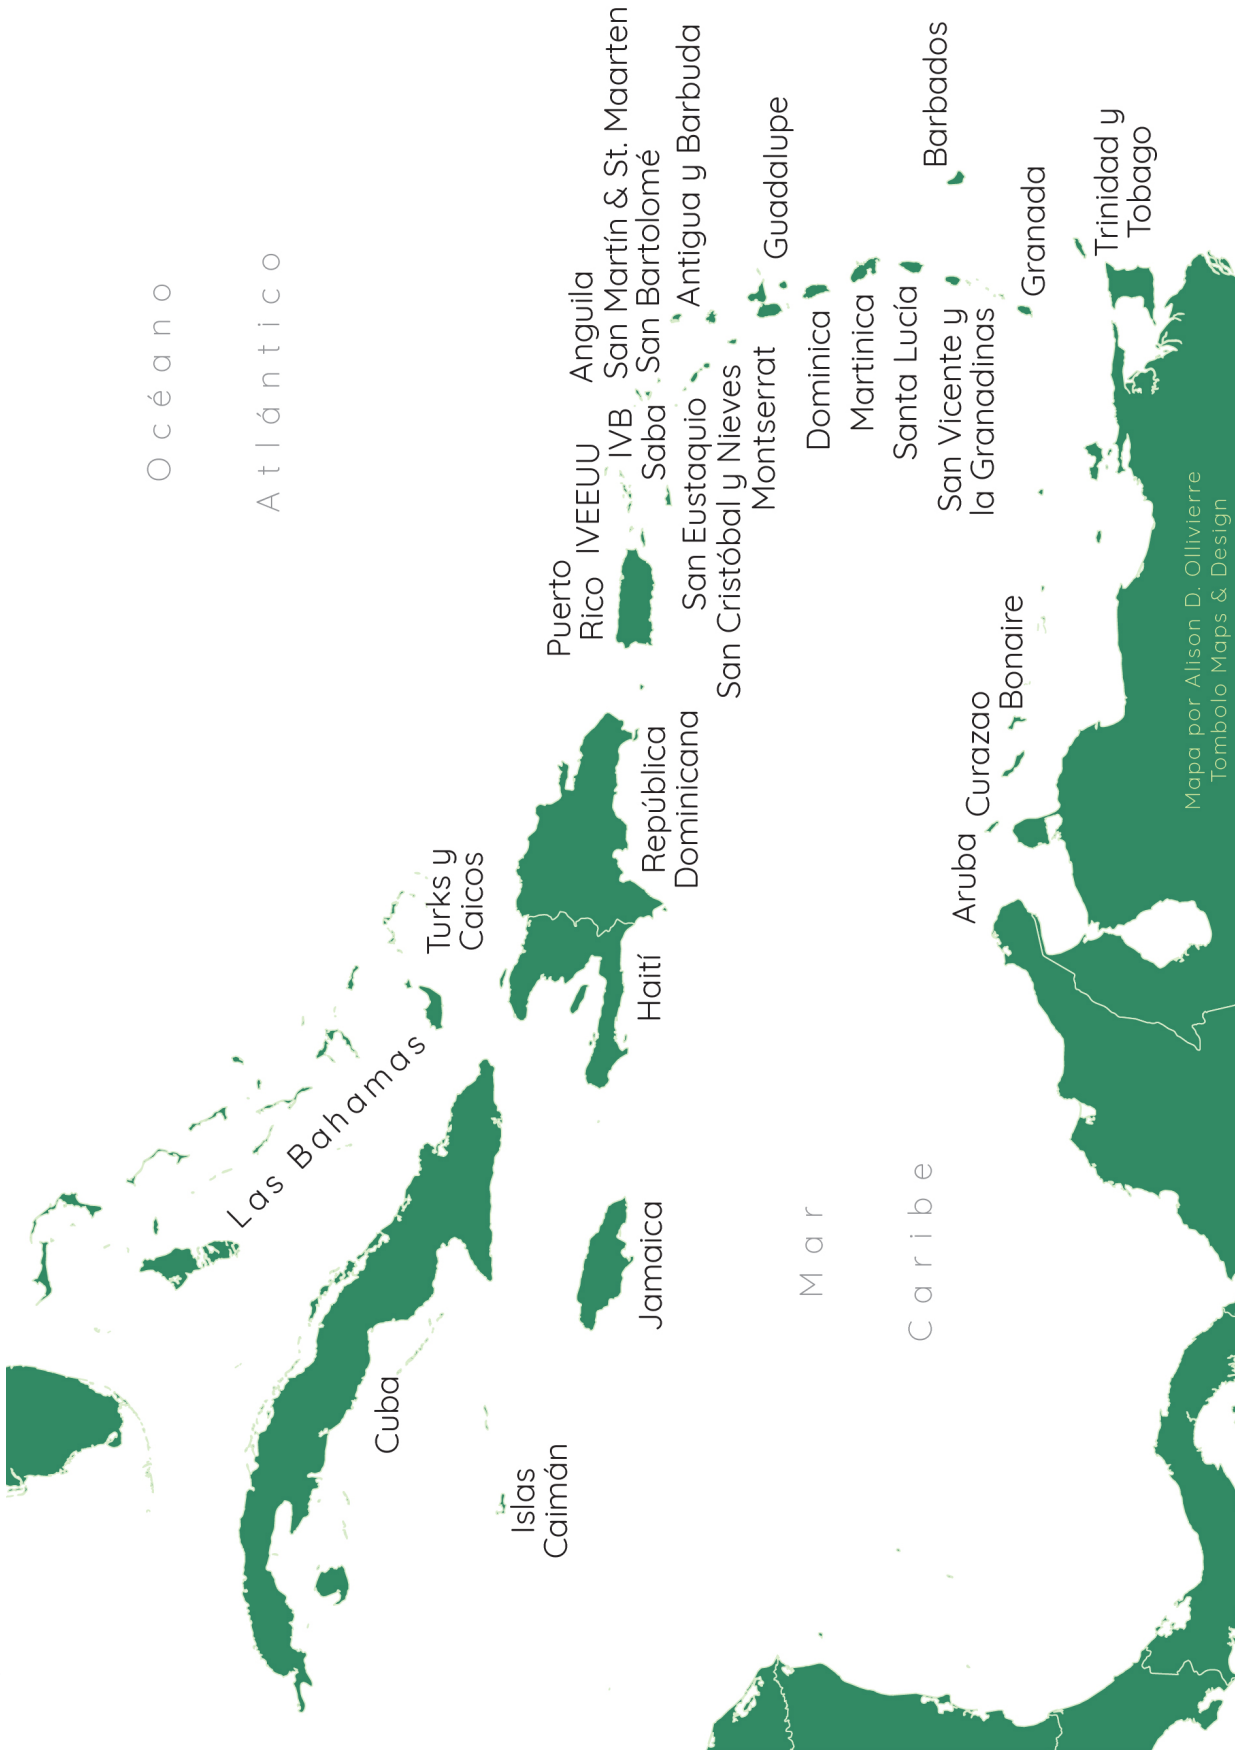 Océano
Atlántico
Las Bahamas
Turks y
Caicos
Cuba
Islas
Caimán
Jamaica
Haití
República
Dominicana
Puerto
Rico
IVEEUU
IVB
Anguila
San Martín & St. Maarten
San Bartolomé
Saba
Antigua y Barbuda
San Eustaquio
San Cristóbal y Nieves
Montserrat
Guadalupe
Dominica
Martinica
Santa Lucía
San Vicente y
la Granadinas
Barbados
Granada
Trinidad y
Tobago
Mar
Caribe
Aruba
Curazao
Bonaire
Mapa por Alison D. Ollivierre
Tombolo Maps & Design